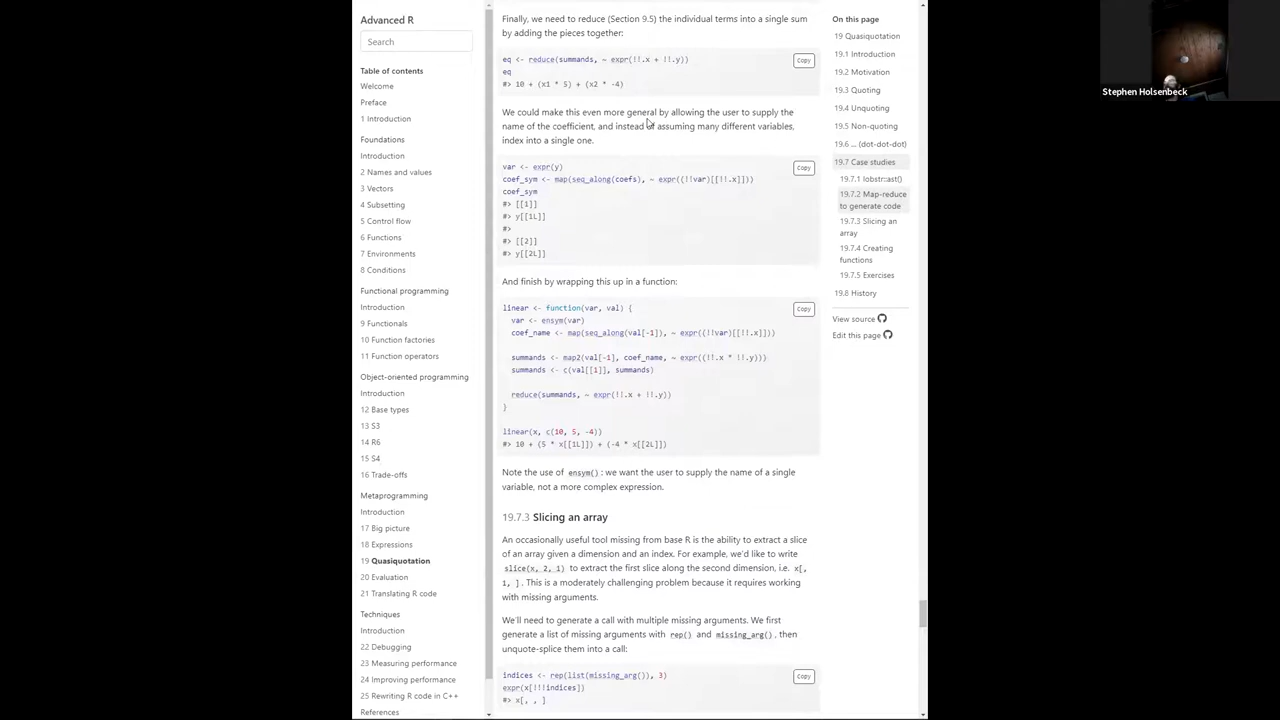 Advanced R
Search
Table of contents
Welcome
Preface
1 Introduction
Foundations
Introduction
2 Names and values
3 Vectors
4 Subsetting
5 Control flow
6 Functions
7 Environments
8 Conditions
Functional programming
Introduction
9 Functionals
10 Function factories
11 Function operators
Object-oriented programming
Introduction
12 Base types
13 S3
14 R6
15 S4
16 Trade-offs
Metaprogramming
Introduction
17 Big picture
18 Expressions
19 Quasiquotation
20 Evaluation
21 Translating R code
Techniques
Introduction
22 Debugging
23 Measuring performance
24 Improving performance
25 Rewriting R code in C++
References
Finally, we need to reduce (Section 9.5) the individual terms into a single sum
by adding the pieces together:
Copy
eq <- reduce(summands, ~ expr(!!.x + !!.y))
eq
#> 10 + (x1 * 5) + (x2 * -4)
We could make this even more general by allowing the user to supply the
name of the coefficient, and instead of assuming many different variables,
index into a single one.
Copy
var <- expr(y)
coef_sym <- map(seq_along(coefs), ~ expr((!!var)[[!!.x]]))
coef_sym
#> [[1]]
#> y[[1L]]
#>
#> [[2]]
#> y[[2L]]
And finish by wrapping this up in a function:
Copy
linear <- function(var, val) {
var <- ensym(var)
coef_name <- map(seq_along(val[-1]), ~ expr((!!var)[[!!.x]]))
summands <- map2(val[-1], coef_name, ~ expr((!!.x * !!.y)))
summands <- c(val[[1]], summands)
reduce(summands, ~ expr(!!.x + !!.y))
}
linear(x, c(10, 5, -4))
#> 10 + (5 * x[[1L]]) + (-4 * x[[2L]])
Note the use of ensym(): we want the user to supply the name of a single
variable, not a more complex expression.
19.7.3 Slicing an array
An occasionally useful tool missing from base R is the ability to extract a slice
of an array given a dimension and an index. For example, we'd like to write
slice(x, 2, 1) to extract the first slice along the second dimension, i.e. x[,
1, ]. This is a moderately challenging problem because it requires working
with missing arguments.
We'll need to generate a call with multiple missing arguments. We first
generate a list of missing arguments with rep() and missing_arg(), then
unquote-splice them into a call:
Copy
indices <- rep(list(missing_arg()), 3)
expr(x[!!!indices])
#> x[, , ]
On this page
19 Quasiquotation
19.1 Introduction
19.2 Motivation
19.3 Quoting
19.4 Unquoting
19.5 Non-quoting
19.6 ... (dot-dot-dot)
19.7 Case studies
19.7.1 lobstr::ast()
19.7.2 Map-reduce
to generate code
19.7.3 Slicing an
array
19.7.4 Creating
functions
19.7.5 Exercises
19.8 History
View source
Edit this page
Stephen Holsenbeck